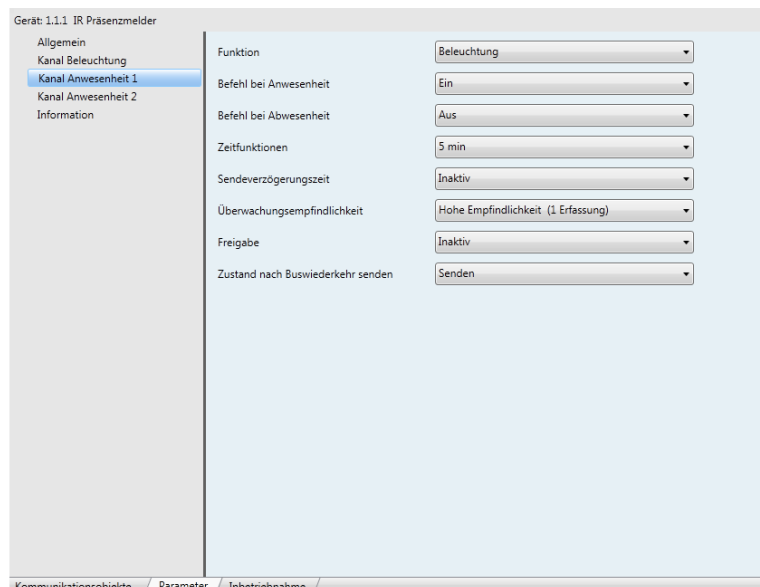 Gerät: 1.1.1 IR Präsenzmelder
Allgemein
Kanal Beleuchtung
Kanal Anwesenheit 1
Kanal Anwesenheit 2
Information
Funktion Beleuchtung
Befehl bei Anwesenheit Ein
Befehl bei Abwesenheit Aus
Zeitfunktionen 5 min
Sendeverzögerungszeit Inaktiv
Überwachungsempfindlichkeit Hohe Empfindlichkeit (1 Erfassung)
Freigabe Inaktiv
Zustand nach Buswiederkehr senden Senden
Kommunikationsobjekte Parameter Inbetriebnahme